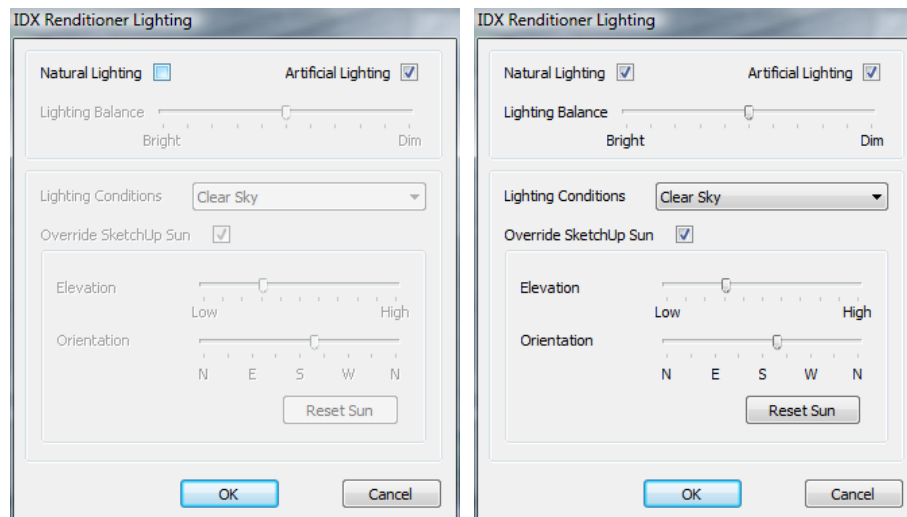 IDX Renditioner Lighting
Natural Lighting Artificial Lighting
Lighting Balance
Bright Dim
Lighting Conditions Clear Sky
Override SketchUp Sun
Elevation
Low High
Orientation
N E S W N
Reset Sun
OK Cancel
IDX Renditioner Lighting
Natural Lighting Artificial Lighting
Lighting Balance
Bright Dim
Lighting Conditions Clear Sky
Override SketchUp Sun
Elevation
Low High
Orientation
N E S W N
Reset Sun
OK Cancel